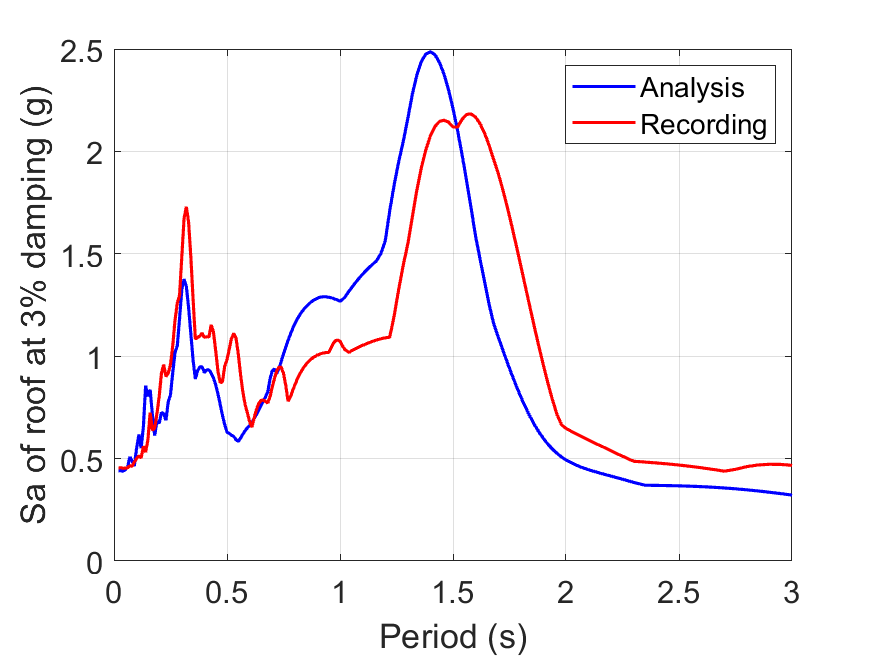 Sa of roof at 3% damping (g)
2.5
2
1.5
1
0.5
0
Analysis
Recording
0 0.5 1 1.5 2 2.5 3
Period (s)